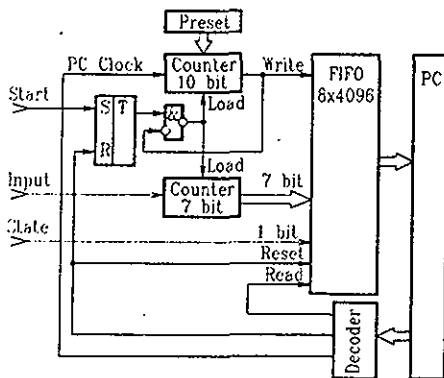 Preset
PC Clock
Counter
10 bit
Write
FIFO
8x4096
PC
Start
S T
R
Load
Load
Input
Counter
7 bit
7 bit
Clate
1 bit
Reset
Read
Decoder